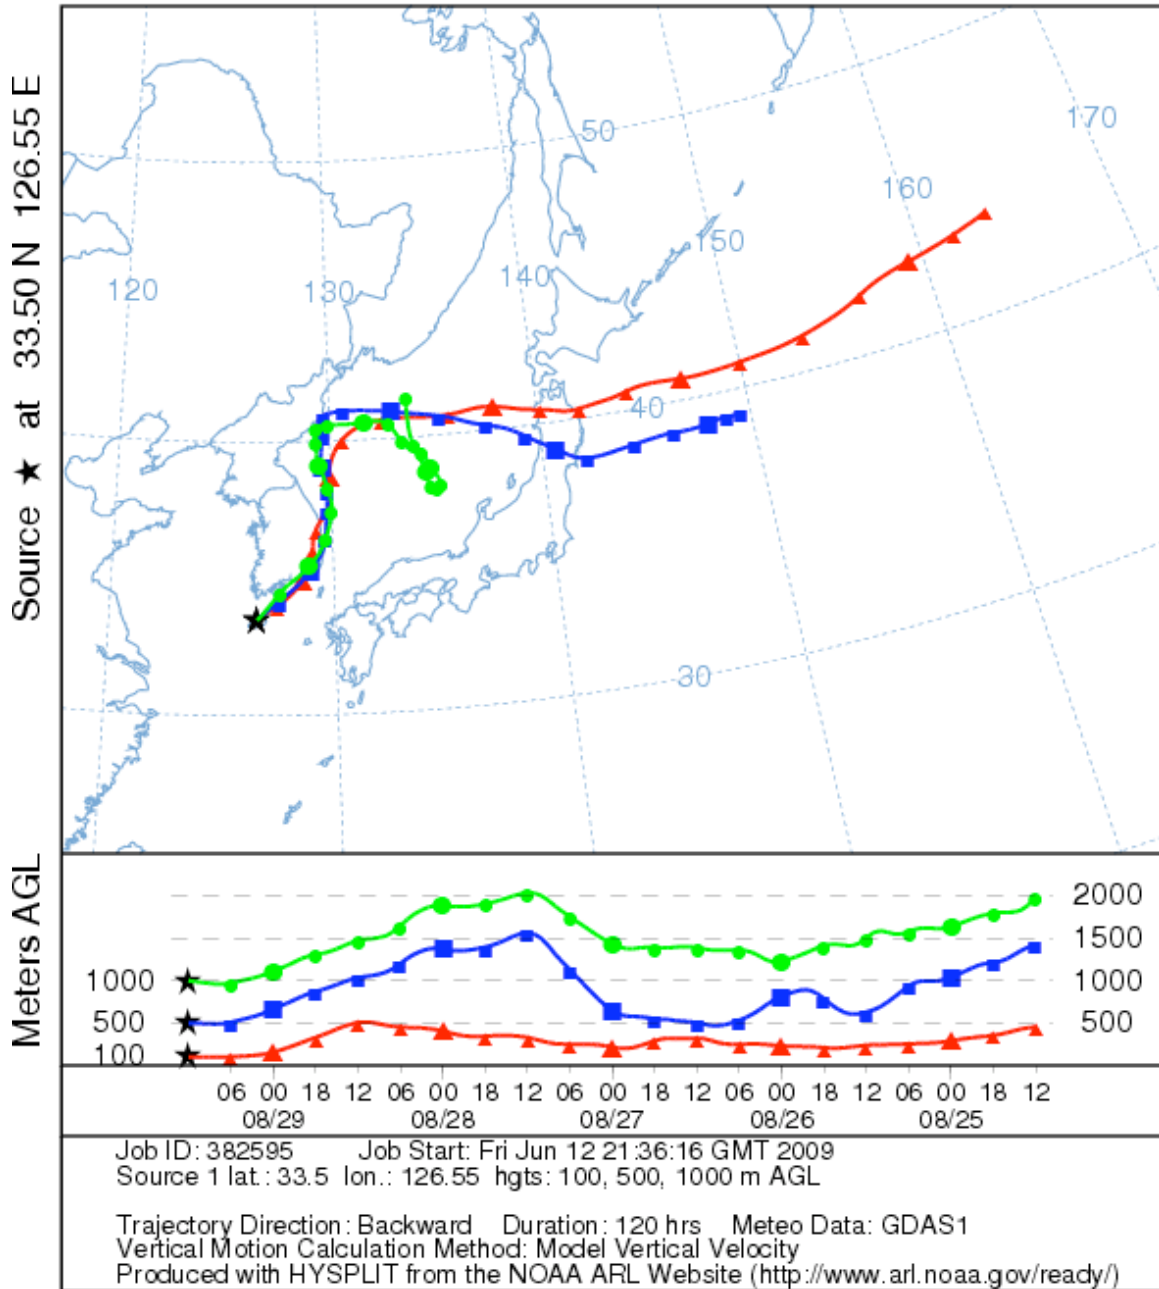 Source ★ at 33.50 N 126.55 E
50
170
160
150
120
130
140
40
30
Meters AGL
2000
1500
1000 1000
500 500
100
06 00 18 12 06 00 18 12 06 00 18 12 06 00 18 12 06 00 18 12
08/29 08/28 08/27 08/26 08/25
Job ID: 382595 Job Start: Fri Jun 12 21:36:16 GMT 2009
Source 1 lat.: 33.5 lon.: 126.55 hgts: 100, 500, 1000 m AGL
Trajectory Direction: Backward Duration: 120 hrs Meteo Data: GDAS1
Vertical Motion Calculation Method: Model Vertical Velocity
Produced with HYSPLIT from the NOAA ARL Website (http://www.arl.noaa.gov/ready/)